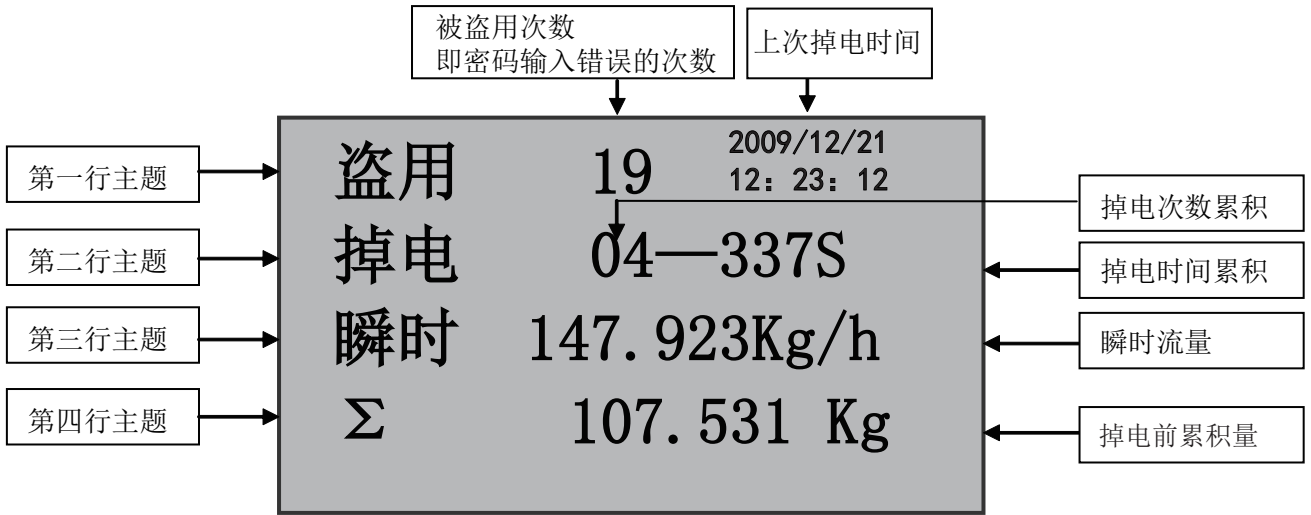 被盗用次数
即密码输入错误的次数
上次掉电时间
第一行主题
盗用 19 2009/12/21
12：23：12
掉电次数累积
第二行主题
掉电 04—337S
掉电时间累积
第三行主题
瞬时 147.923Kg/h
瞬时流量
第四行主题
Σ 107.531 Kg
掉电前累积量